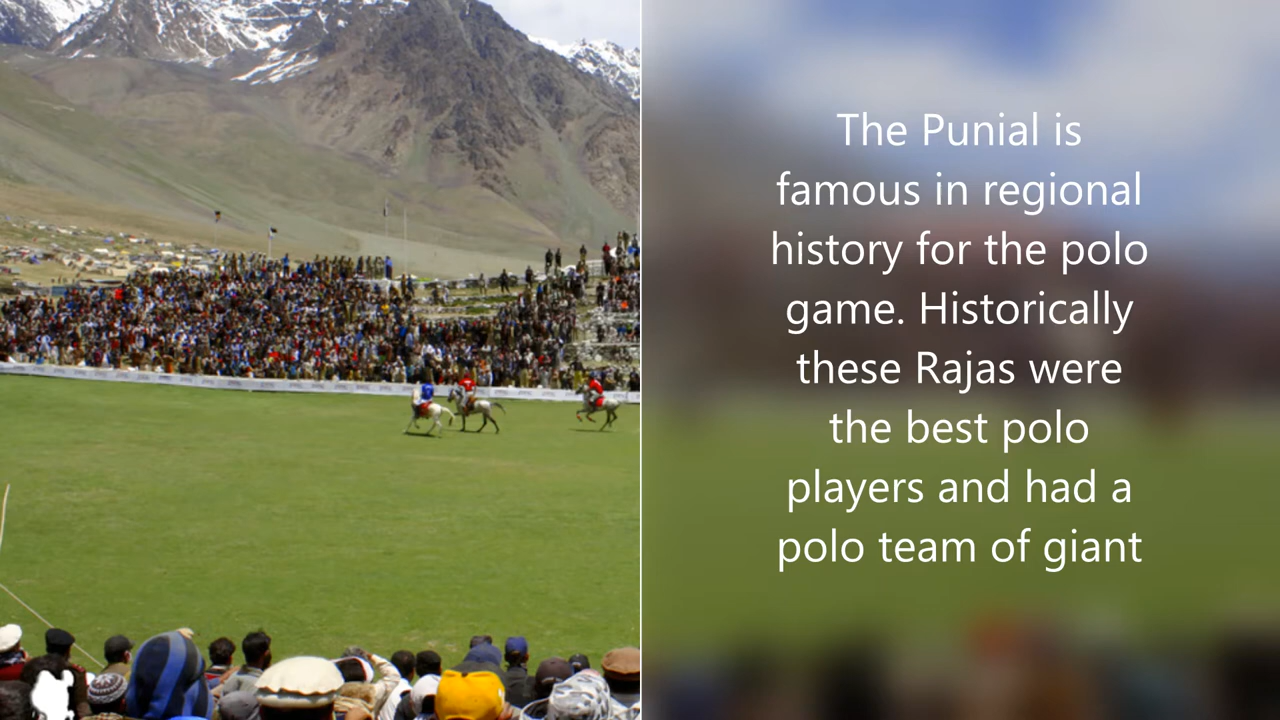 The Punial is
famous in regional
history for the polo
game. Historically
these Rajas were
the best polo
players and had a
polo team of giant